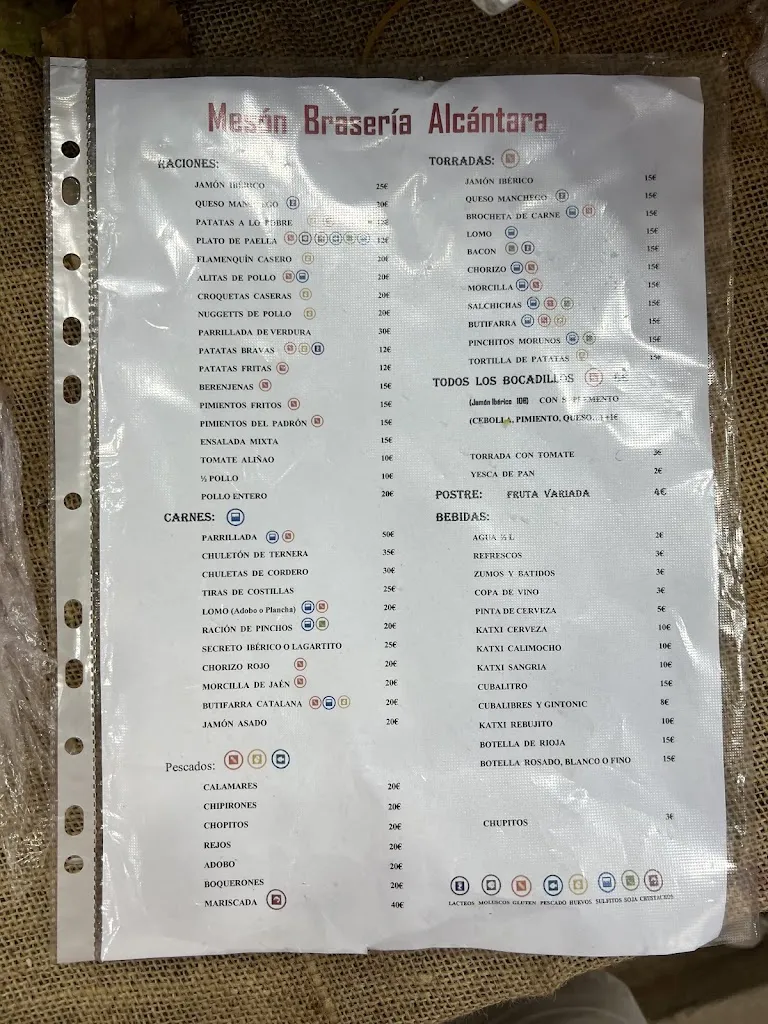 Mesón Brasería Alcántara
RACIONES:
JAMÓN IBÉRICO 25€
QUESO MANCHEGO 20€
PATATAS A LO POBRE 12€
PLATO DE PAELLA 12€
FLAMENQUÍN CASERO 20€
ALITAS DE POLLO 20€
CROQUETAS CASERAS 20€
NUGGETTS DE POLLO 20€
PARRILLADA DE VERDURA 30€
PATATAS BRAVAS 12€
PATATAS FRITAS 12€
BERENJENAS 15€
PIMIENTOS FRITOS 15€
PIMIENTOS DEL PADRÓN 15€
ENSALADA MIXTA 15€
TOMATE ALIÑAO 10€
½ POLLO 10€
POLLO ENTERO 20€
CARNES:
PARRILLADA 50€
CHULETÓN DE TERNERA 35€
CHULETAS DE CORDERO 30€
TIRAS DE COSTILLAS 25€
LOMO (Adobo o Plancha) 20€
RACIÓN DE PINCHOS 20€
SECRETO IBÉRICO O LAGARTITO 25€
CHORIZO ROJO 20€
MORCILLA DE JAÉN 20€
BUTIFARRA CATALANA 20€
JAMÓN ASADO 20€
Pescados:
CALAMARES 20€
CHIPIRONES 20€
CHOPITOS 20€
REJOS 20€
ADOBO 20€
BOQUERONES 20€
MARISCADA 40€
TORRADAS:
JAMÓN IBÉRICO 15€
QUESO MANCHEGO 15€
BROCHETA DE CARNE 15€
LOMO 15€
BACON 15€
CHORIZO 15€
MORCILLA 15€
SALCHICHAS 15€
BUTIFARRA 15€
PINCHITOS MORUNOS 15€
TORTILLA DE PATATAS 15€
TODOS LOS BOCADILLOS
(Jamón Ibérico 10€) CON SUPLEMENTO
(CEBOLLA, PIMIENTO, QUESO...) +1€
TORRADA CON TOMATE 3€
YESCA DE PAN 2€
POSTRE: FRUTA VARIADA 4€
BEBIDAS:
AGUA ½ L 2€
REFRESCOS 3€
ZUMOS Y BATIDOS 3€
COPA DE VINO 3€
PINTA DE CERVEZA 5€
KATXI CERVEZA 10€
KATXI CALIMOCHO 10€
KATXI SANGRIA 10€
CUBALITRO 15€
CUBALIBRES Y GINTONIC 8€
KATXI REBUJITO 10€
BOTELLA DE RIOJA 15€
BOTELLA ROSADO, BLANCO O FINO 15€
CHUPITOS 3€
LACTEOS MOLUSCOS GLUTEN PESCADO HUEVOS SULFITOS SOJA CRUSTACEOS